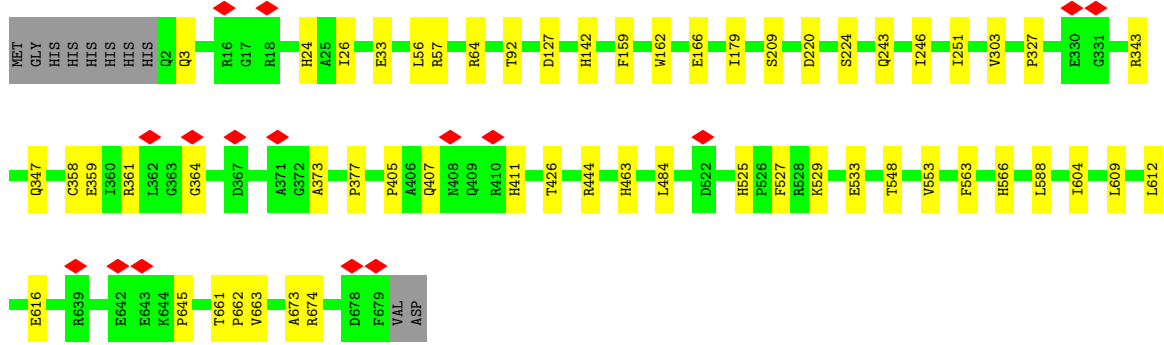 MET GLY HIS HIS HIS HIS HIS HIS Q2 Q3 R16 G17 R18 H24 A25 I26 E33 L56 R57 R64 T92 D127 H142 F159 W162 E166 I179 S209 D220 S224 Q243 I246 I251 V303 P327 E330 G331 R343
Q347 C358 E359 I360 R361 L362 G363 G364 D367 A371 G372 A373 P377 P405 A406 Q407 N408 Q409 R410 H411 T426 R444 H463 L484 D522 H525 P526 F527 R528 K529 E533 T548 V553 F563 H566 L588 I604 L609 L612
E616 R639 E642 E643 K644 P645 T661 P662 V663 A673 R674 D678 F679 VAL ASP